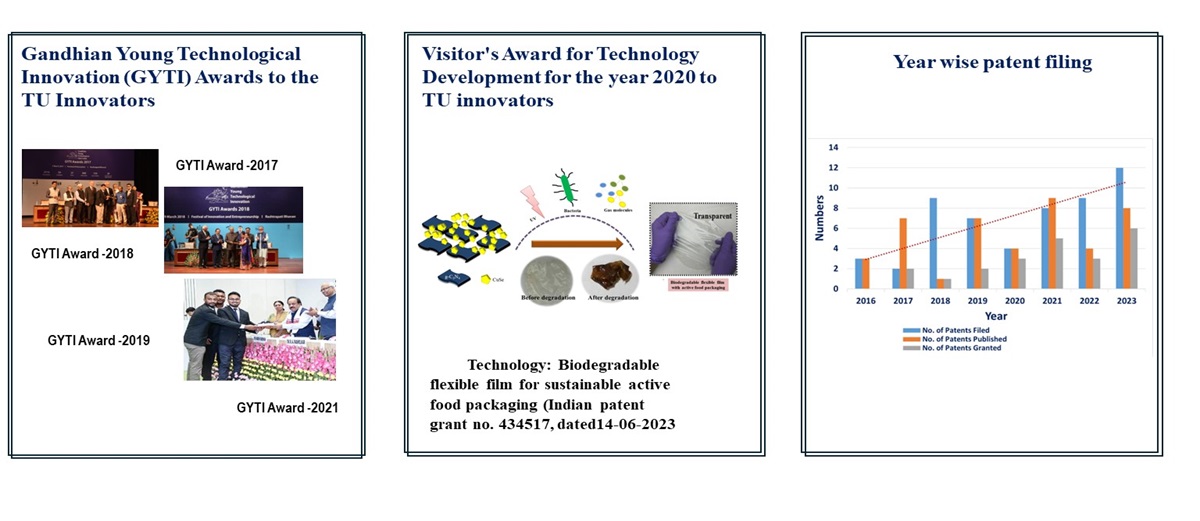 Gandhian Young Technological
Innovation (GYTI) Awards to the
TU Innovators
GYTI Award -2017
Young
Technological
Innovation
GYTI Awards 2018
GYTI Award -2018
GYTI Award -2019
GYTI Award -2021
Visitor's Award for Technology
Development for the year 2020 to
TU innovators
UV
Bacteria
Gas molecules
Transparent
g-C₃N₄
CuSe
Before degradation
After degradation
Biodegradable flexible film
with active food packaging
Technology: Biodegradable
flexible film for sustainable active
food packaging (Indian patent
grant no. 434517, dated14-06-2023
Year wise patent filing
14
12
10
8
6
4
2
0
Numbers
2016 2017 2018 2019 2020 2021 2022 2023
Year
No. of Patents Filed
No. of Patents Published
No. of Patents Granted